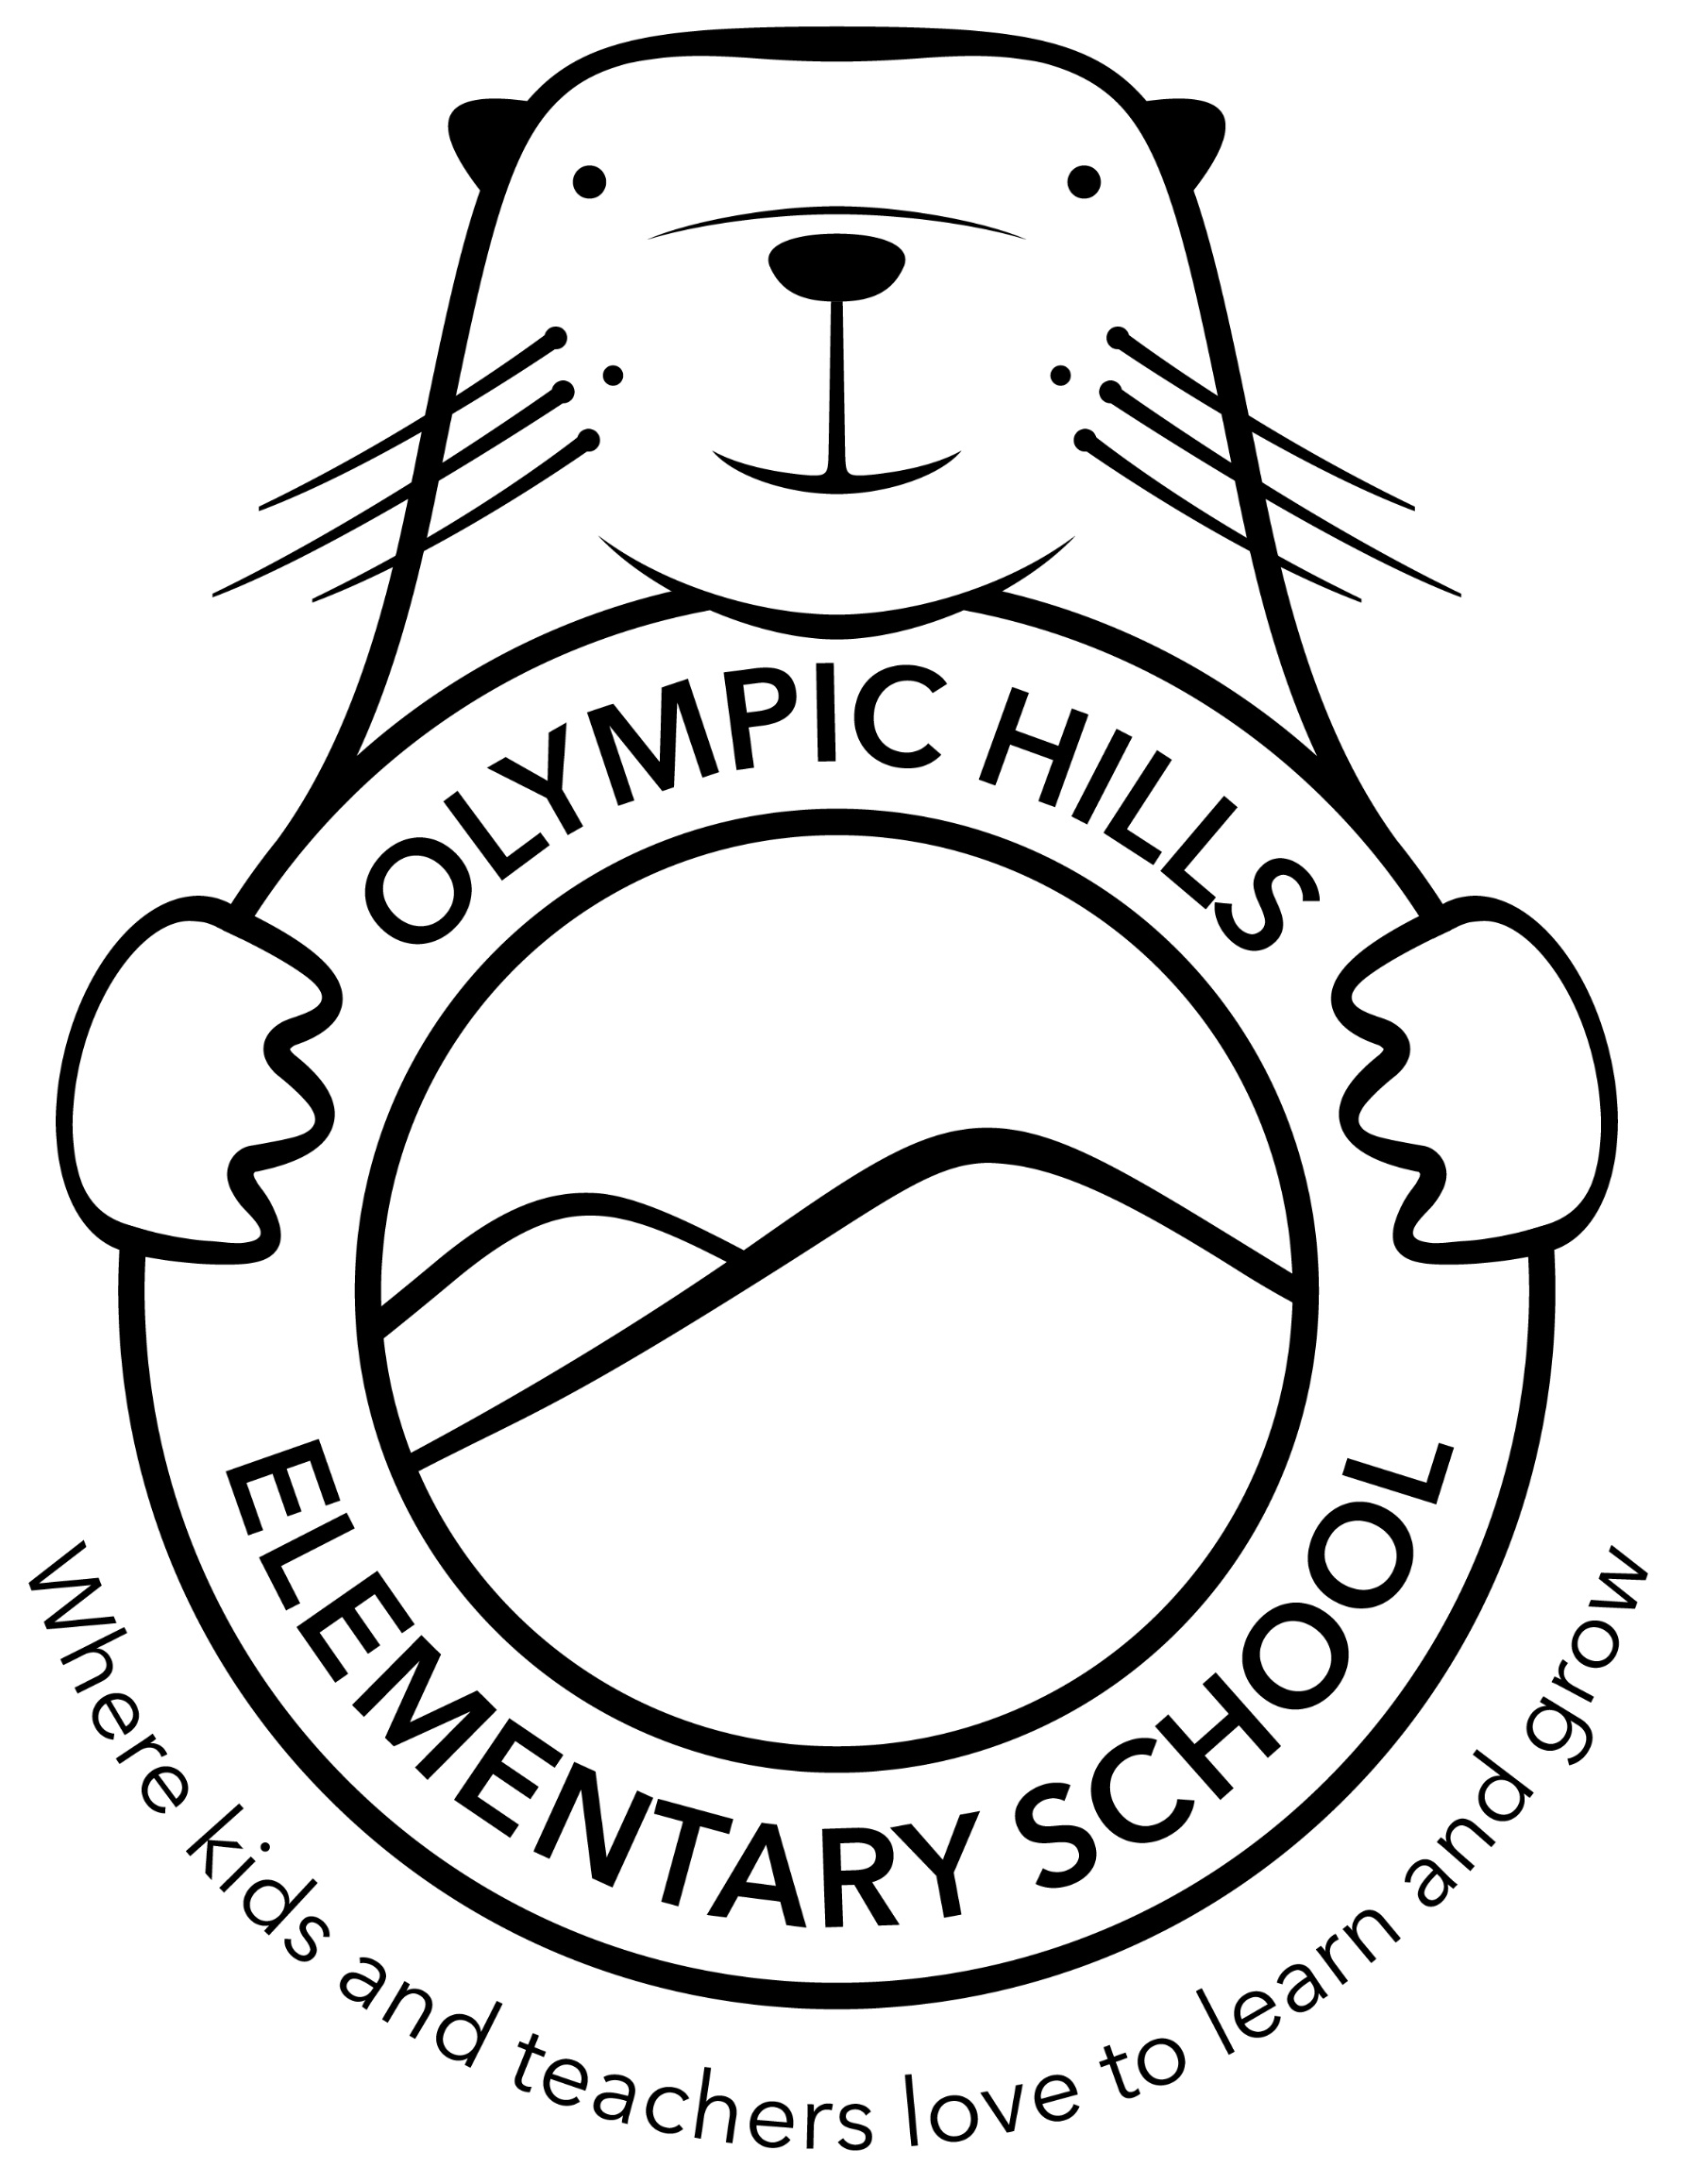 OLYMPIC HILLS
ELEMENTARY SCHOOL
Where kids and teachers love to learn and grow